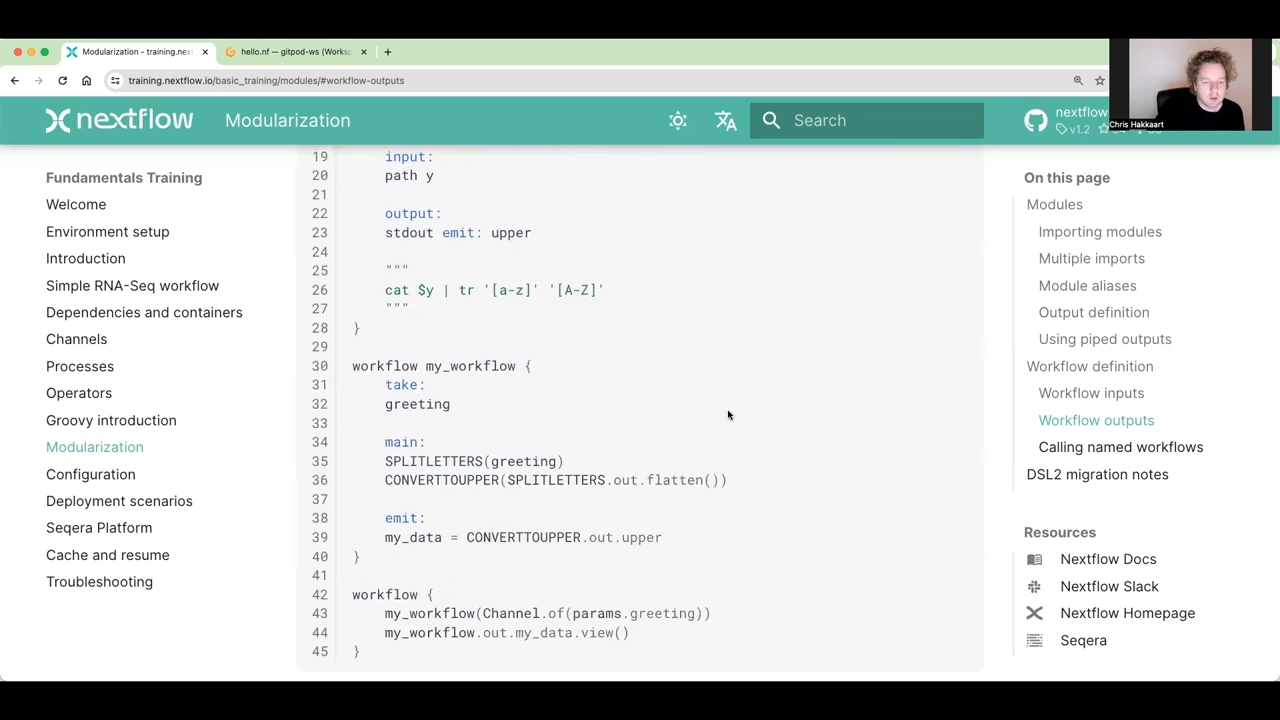 Modularization - training.nex
hello.nf — gitpod-ws (Works
training.nextflow.io/basic_training/modules/#workflow-outputs
Chris Hakkaart
nextflow
Modularization
Search
nextflow
v1.2
Fundamentals Training
Welcome
Environment setup
Introduction
Simple RNA-Seq workflow
Dependencies and containers
Channels
Processes
Operators
Groovy introduction
Modularization
Configuration
Deployment scenarios
Seqera Platform
Cache and resume
Troubleshooting
19 input:
20 path y
21
22 output:
23 stdout emit: upper
24
25 """
26 cat $y | tr '[a-z]' '[A-Z]'
27 """
28 }
29
30 workflow my_workflow {
31 take:
32 greeting
33
34 main:
35 SPLITLETTERS(greeting)
36 CONVERTTOUPPER(SPLITLETTERS.out.flatten())
37
38 emit:
39 my_data = CONVERTTOUPPER.out.upper
40 }
41
42 workflow {
43 my_workflow(Channel.of(params.greeting))
44 my_workflow.out.my_data.view()
45 }
On this page
Modules
Importing modules
Multiple imports
Module aliases
Output definition
Using piped outputs
Workflow definition
Workflow inputs
Workflow outputs
Calling named workflows
DSL2 migration notes
Resources
Nextflow Docs
Nextflow Slack
Nextflow Homepage
Seqera